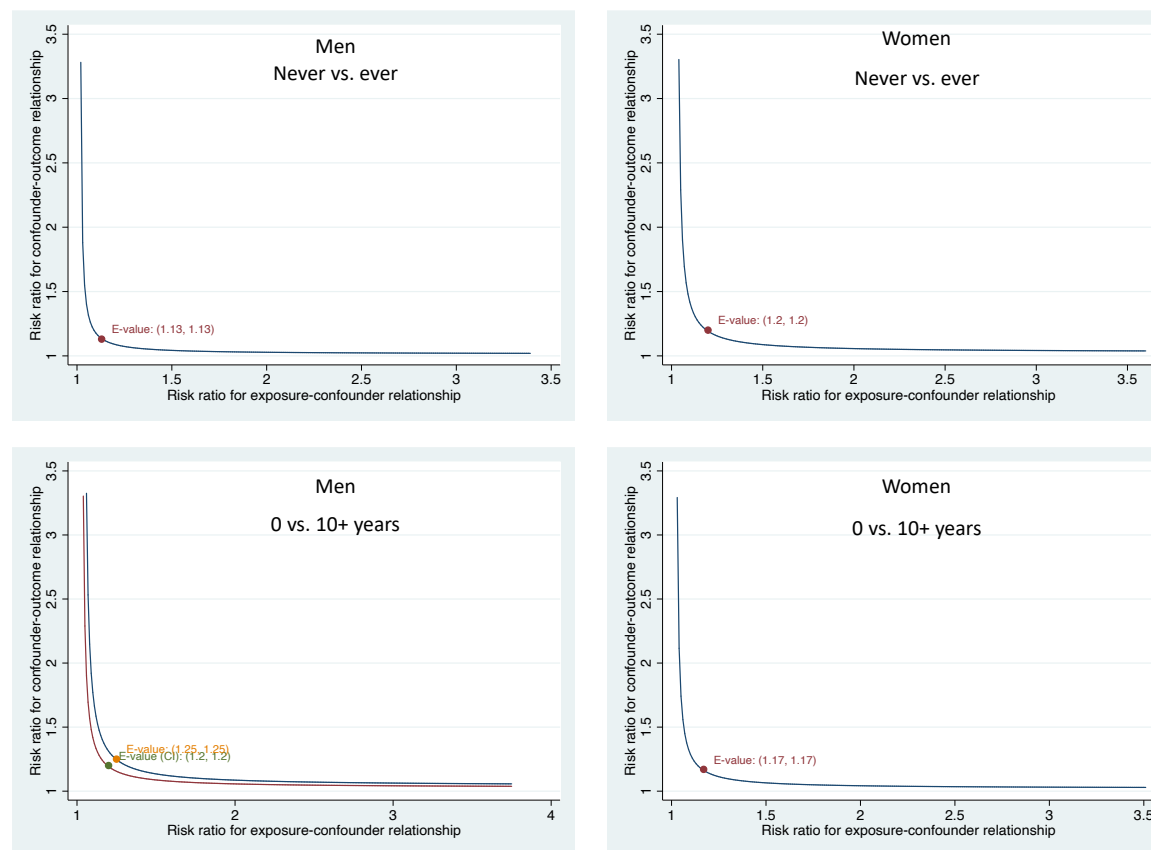 Men
Never vs. ever
Risk ratio for confounder-outcome relationship
3.5
3
2.5
2
1.5
1
E-value: (1.13, 1.13)
1 1.5 2 2.5 3 3.5
Risk ratio for exposure-confounder relationship
Women
Never vs. ever
Risk ratio for confounder-outcome relationship
3.5
3
2.5
2
1.5
1
E-value: (1.2, 1.2)
1 1.5 2 2.5 3 3.5
Risk ratio for exposure-confounder relationship
Men
0 vs. 10+ years
Risk ratio for confounder-outcome relationship
3.5
3
2.5
2
1.5
1
E-value: (1.25, 1.25)
E-value (CI): (1.2, 1.2)
1 2 3 4
Risk ratio for exposure-confounder relationship
Women
0 vs. 10+ years
Risk ratio for confounder-outcome relationship
3.5
3
2.5
2
1.5
1
E-value: (1.17, 1.17)
1 1.5 2 2.5 3 3.5
Risk ratio for exposure-confounder relationship